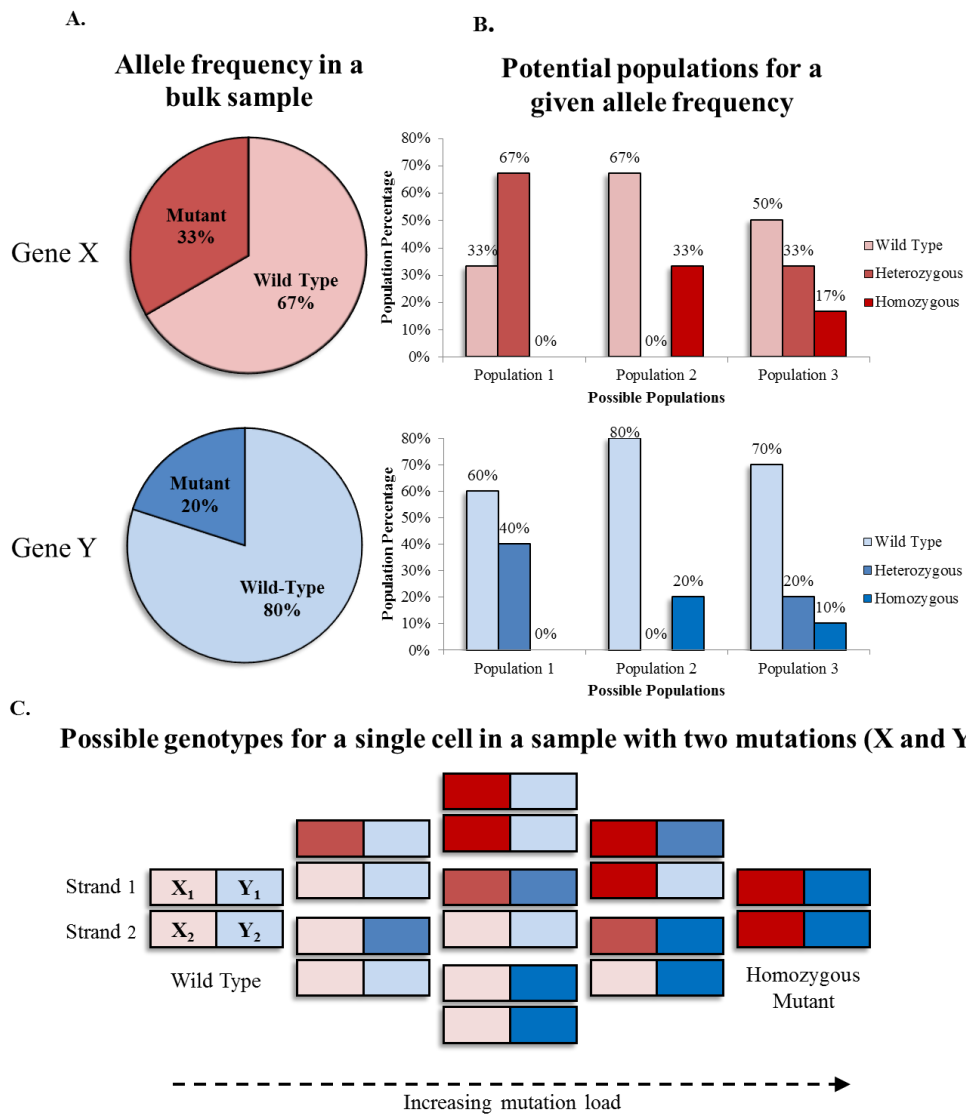 A.
Allele frequency in a
bulk sample
Gene X
Mutant
33%
Wild Type
67%
B.
Potential populations for a
given allele frequency
Population Percentage
80%
70%
60%
50%
40%
30%
20%
10%
0%
33%
67%
0%
67%
0%
33%
50%
33%
17%
Population 1
Population 2
Population 3
Possible Populations
Wild Type
Heterozygous
Homozygous
Gene Y
Mutant
20%
Wild-Type
80%
Population Percentage
80%
70%
60%
50%
40%
30%
20%
10%
0%
60%
40%
0%
80%
0%
20%
70%
20%
10%
Population 1
Population 2
Population 3
Possible Populations
Wild Type
Heterozygous
Homozygous
C.
Possible genotypes for a single cell in a sample with two mutations (X and Y
Strand 1
X₁ Y₁
Strand 2
X₂ Y₂
Wild Type
Homozygous
Mutant
Increasing mutation load